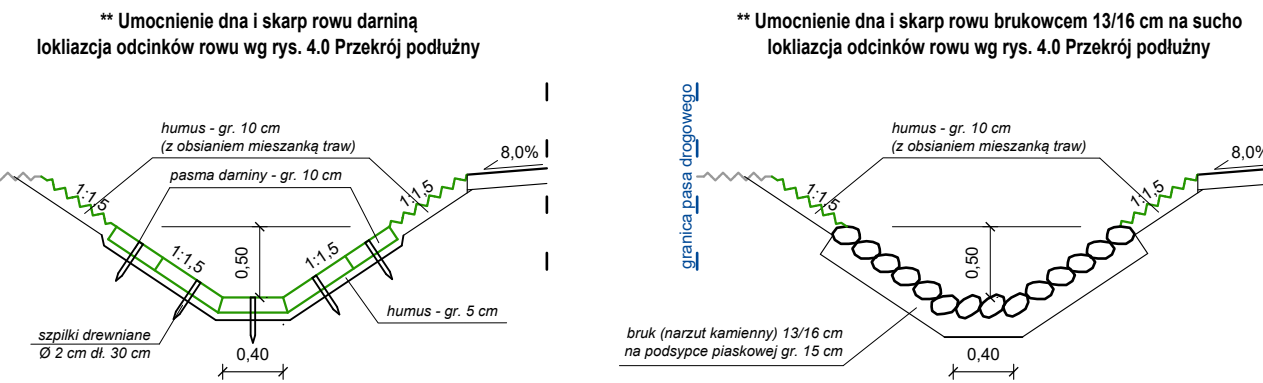 ** Umocnienie dna i skarp rowu darniną
lokliazcja odcinków rowu wg rys. 4.0 Przekrój podłużny
humus - gr. 10 cm
(z obsianiem mieszanką traw)
pasma darniny - gr. 10 cm
8,0%
1:1,5
1:1,5
1:1,5
1:1,5
0,50
humus - gr. 5 cm
szpilki drewniane
Ø 2 cm dł. 30 cm
0,40
** Umocnienie dna i skarp rowu brukowcem 13/16 cm na sucho
lokliazcja odcinków rowu wg rys. 4.0 Przekrój podłużny
granica pasa drogowego
humus - gr. 10 cm
(z obsianiem mieszanką traw)
8,0%
1:1,5
1:1,5
0,50
bruk (narzut kamienny) 13/16 cm
na podsypce piaskowej gr. 15 cm
0,40